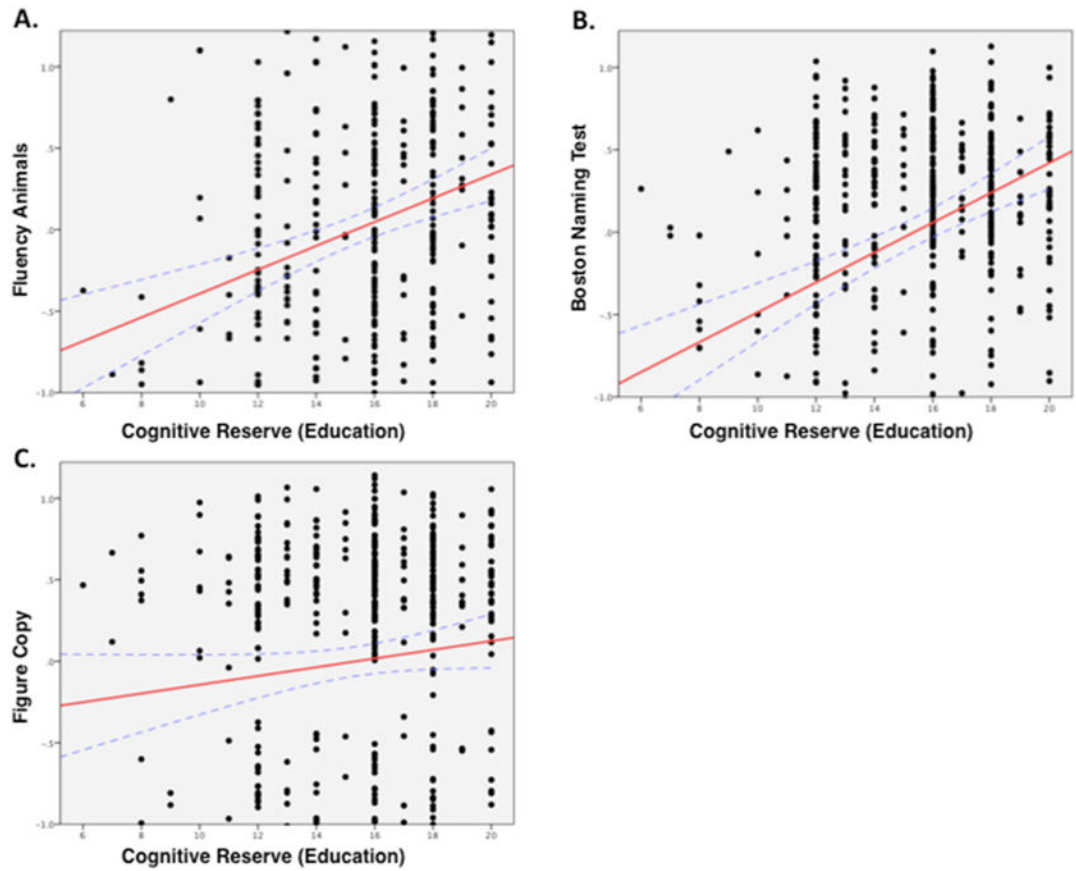 A.
Fluency Animals
1.0
.5
.0
-.5
-1.0
6 8 10 12 14 16 18 20
Cognitive Reserve (Education)
B.
Boston Naming Test
1.0
.5
.0
-.5
-1.0
6 8 10 12 14 16 18 20
Cognitive Reserve (Education)
C.
Figure Copy
1.0
.5
.0
-.5
-1.0
6 8 10 12 14 16 18 20
Cognitive Reserve (Education)